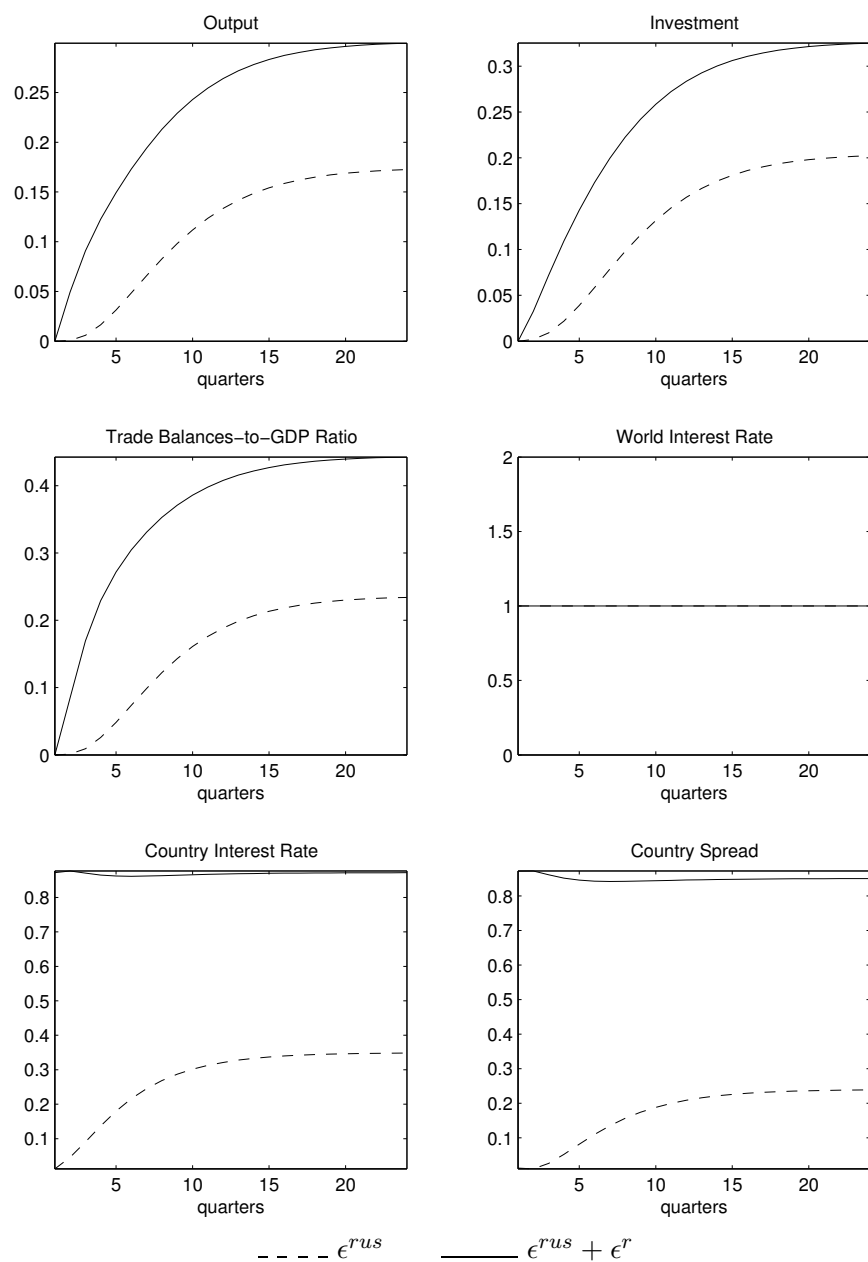 Output
0.25
0.2
0.15
0.1
0.05
0
5 10 15 20
quarters
Investment
0.3
0.25
0.2
0.15
0.1
0.05
0
5 10 15 20
quarters
Trade Balances−to−GDP Ratio
0.4
0.3
0.2
0.1
0
5 10 15 20
quarters
World Interest Rate
2
1.5
1
0.5
0
5 10 15 20
quarters
Country Interest Rate
0.8
0.7
0.6
0.5
0.4
0.3
0.2
0.1
5 10 15 20
quarters
Country Spread
0.8
0.7
0.6
0.5
0.4
0.3
0.2
0.1
5 10 15 20
quarters
ϵ^{rus} ϵ^{rus} + ϵ^{r}